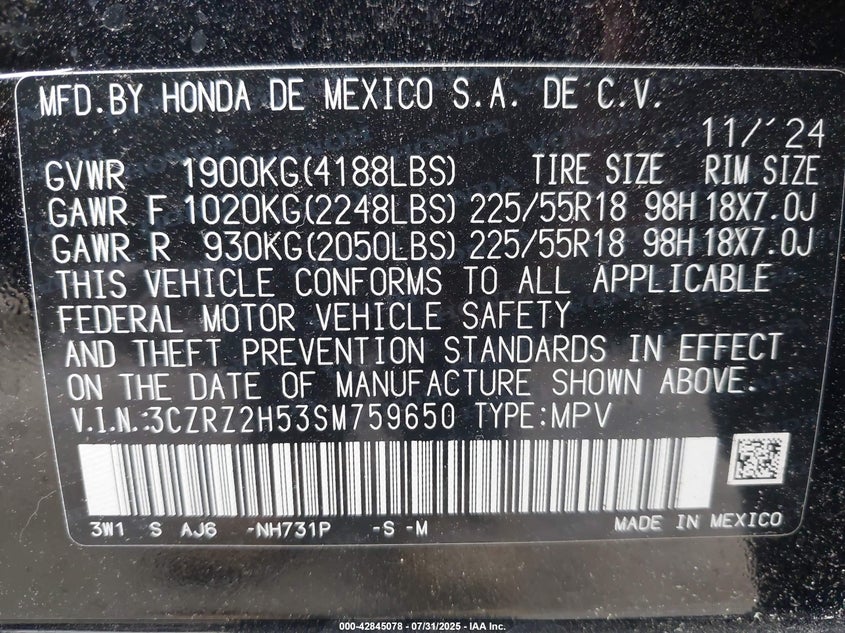 MFD.BY HONDA DE MEXICO S.A. DE C.V.
11/'24
GVWR 1900KG(4188LBS) TIRE SIZE RIM SIZE
GAWR F 1020KG(2248LBS) 225/55R18 98H 18X7.0J
GAWR R 930KG(2050LBS) 225/55R18 98H 18X7.0J
THIS VEHICLE CONFORMS TO ALL APPLICABLE
FEDERAL MOTOR VEHICLE SAFETY
AND THEFT PREVENTION STANDARDS IN EFFECT
ON THE DATE OF MANUFACTURE SHOWN ABOVE.
V.I.N.:3CZRZ2H53SM759650 TYPE:MPV
3W1 S AJ6 -NH731P -S -M MADE IN MEXICO
000-42845078 - 07/31/2025 - IAA Inc.